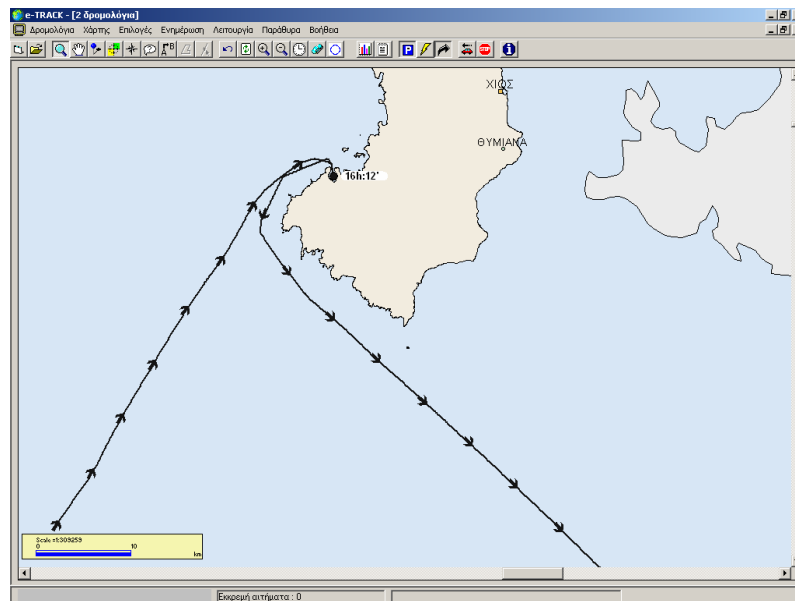 e-TRACK - [2 δρομολόγια]
Δρομολόγια Χάρτης Επιλογές Ενημέρωση Λειτουργία Παράθυρα Βοήθεια
ΧΙΟΣ
ΘΥΜΙΑΝΑ
16h:12'
Scale =1:309259
0 10
km
Εκκρεμή αιτήματα : 0